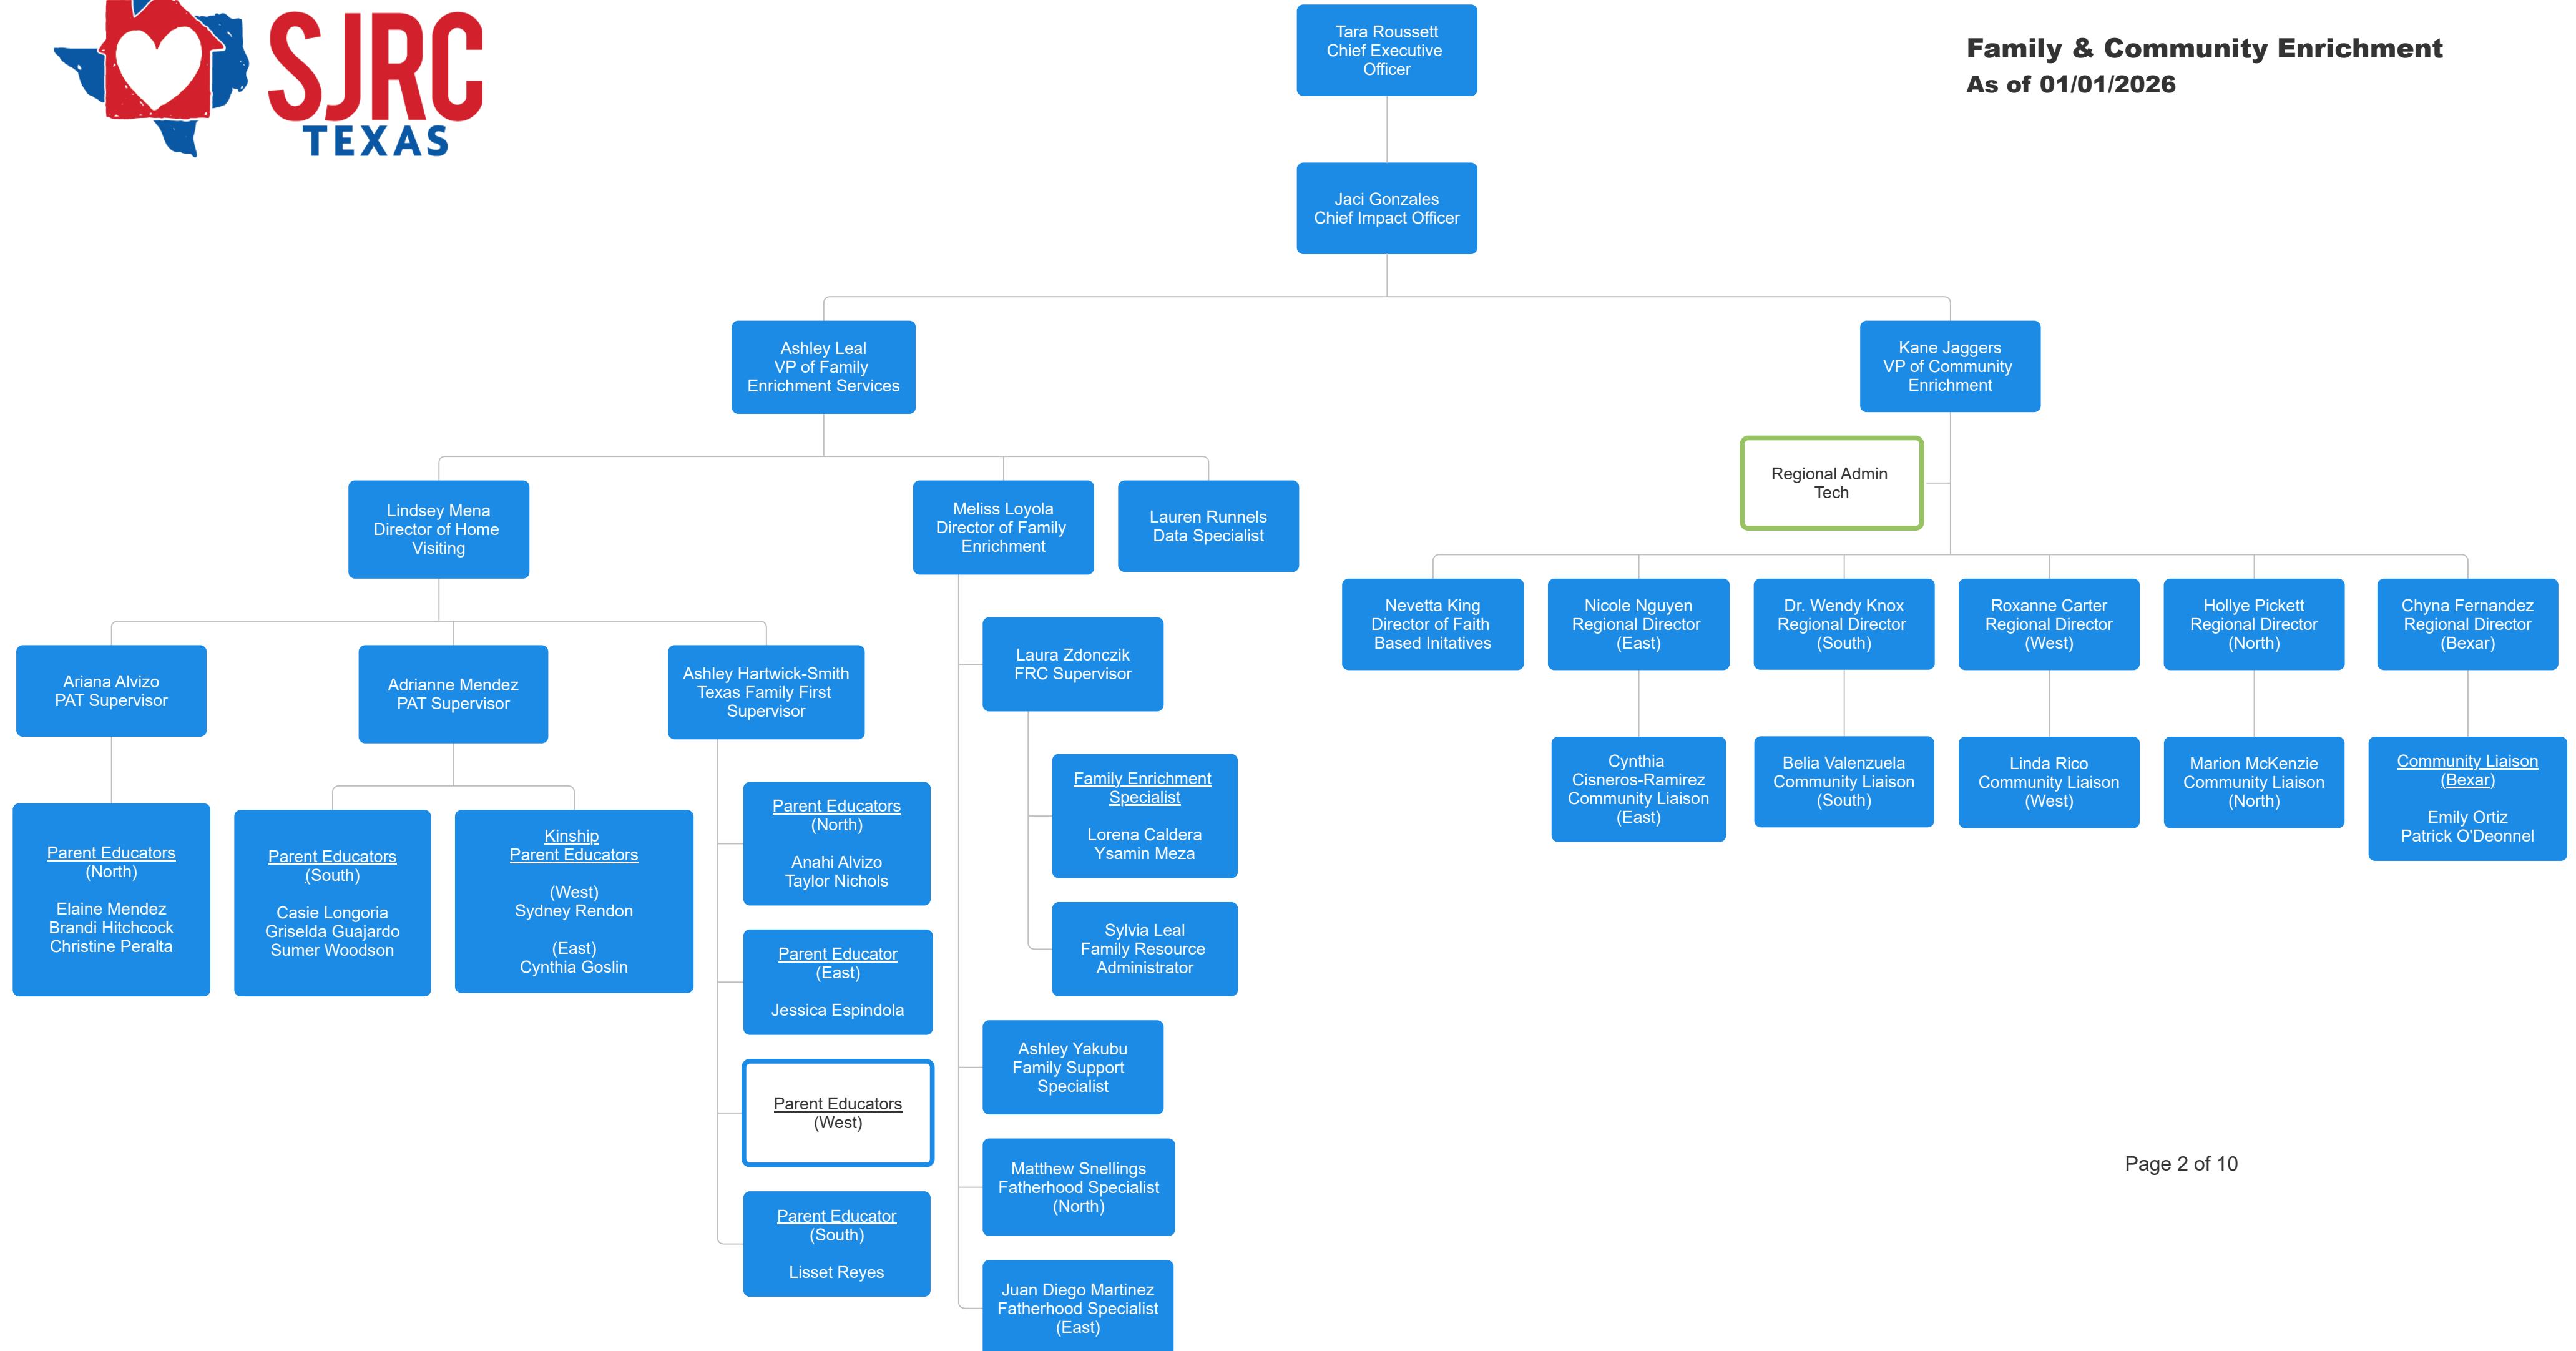 SJRC
TEXAS
Family & Community Enrichment
As of 01/01/2026
Tara Roussett
Chief Executive
Officer
Jaci Gonzales
Chief Impact Officer
Ashley Leal
VP of Family
Enrichment Services
Kane Jaggers
VP of Community
Enrichment
Regional Admin
Tech
Lindsey Mena
Director of Home
Visiting
Meliss Loyola
Director of Family
Enrichment
Lauren Runnels
Data Specialist
Nevetta King
Director of Faith
Based Initatives
Nicole Nguyen
Regional Director
(East)
Dr. Wendy Knox
Regional Director
(South)
Roxanne Carter
Regional Director
(West)
Hollye Pickett
Regional Director
(North)
Chyna Fernandez
Regional Director
(Bexar)
Ariana Alvizo
PAT Supervisor
Adrianne Mendez
PAT Supervisor
Ashley Hartwick-Smith
Texas Family First
Supervisor
Laura Zdonczik
FRC Supervisor
Cynthia
Cisneros-Ramirez
Community Liaison
(East)
Belia Valenzuela
Community Liaison
(South)
Linda Rico
Community Liaison
(West)
Marion McKenzie
Community Liaison
(North)
Community Liaison
(Bexar)
Emily Ortiz
Patrick O'Deonnel
Parent Educators
(North)
Elaine Mendez
Brandi Hitchcock
Christine Peralta
Parent Educators
(South)
Casie Longoria
Griselda Guajardo
Sumer Woodson
Kinship
Parent Educators
(West)
Sydney Rendon
(East)
Cynthia Goslin
Parent Educators
(North)
Anahi Alvizo
Taylor Nichols
Parent Educator
(East)
Jessica Espindola
Parent Educators
(West)
Parent Educator
(South)
Lisset Reyes
Family Enrichment
Specialist
Lorena Caldera
Ysamin Meza
Sylvia Leal
Family Resource
Administrator
Ashley Yakubu
Family Support
Specialist
Matthew Snellings
Fatherhood Specialist
(North)
Juan Diego Martinez
Fatherhood Specialist
(East)
Page 2 of 10